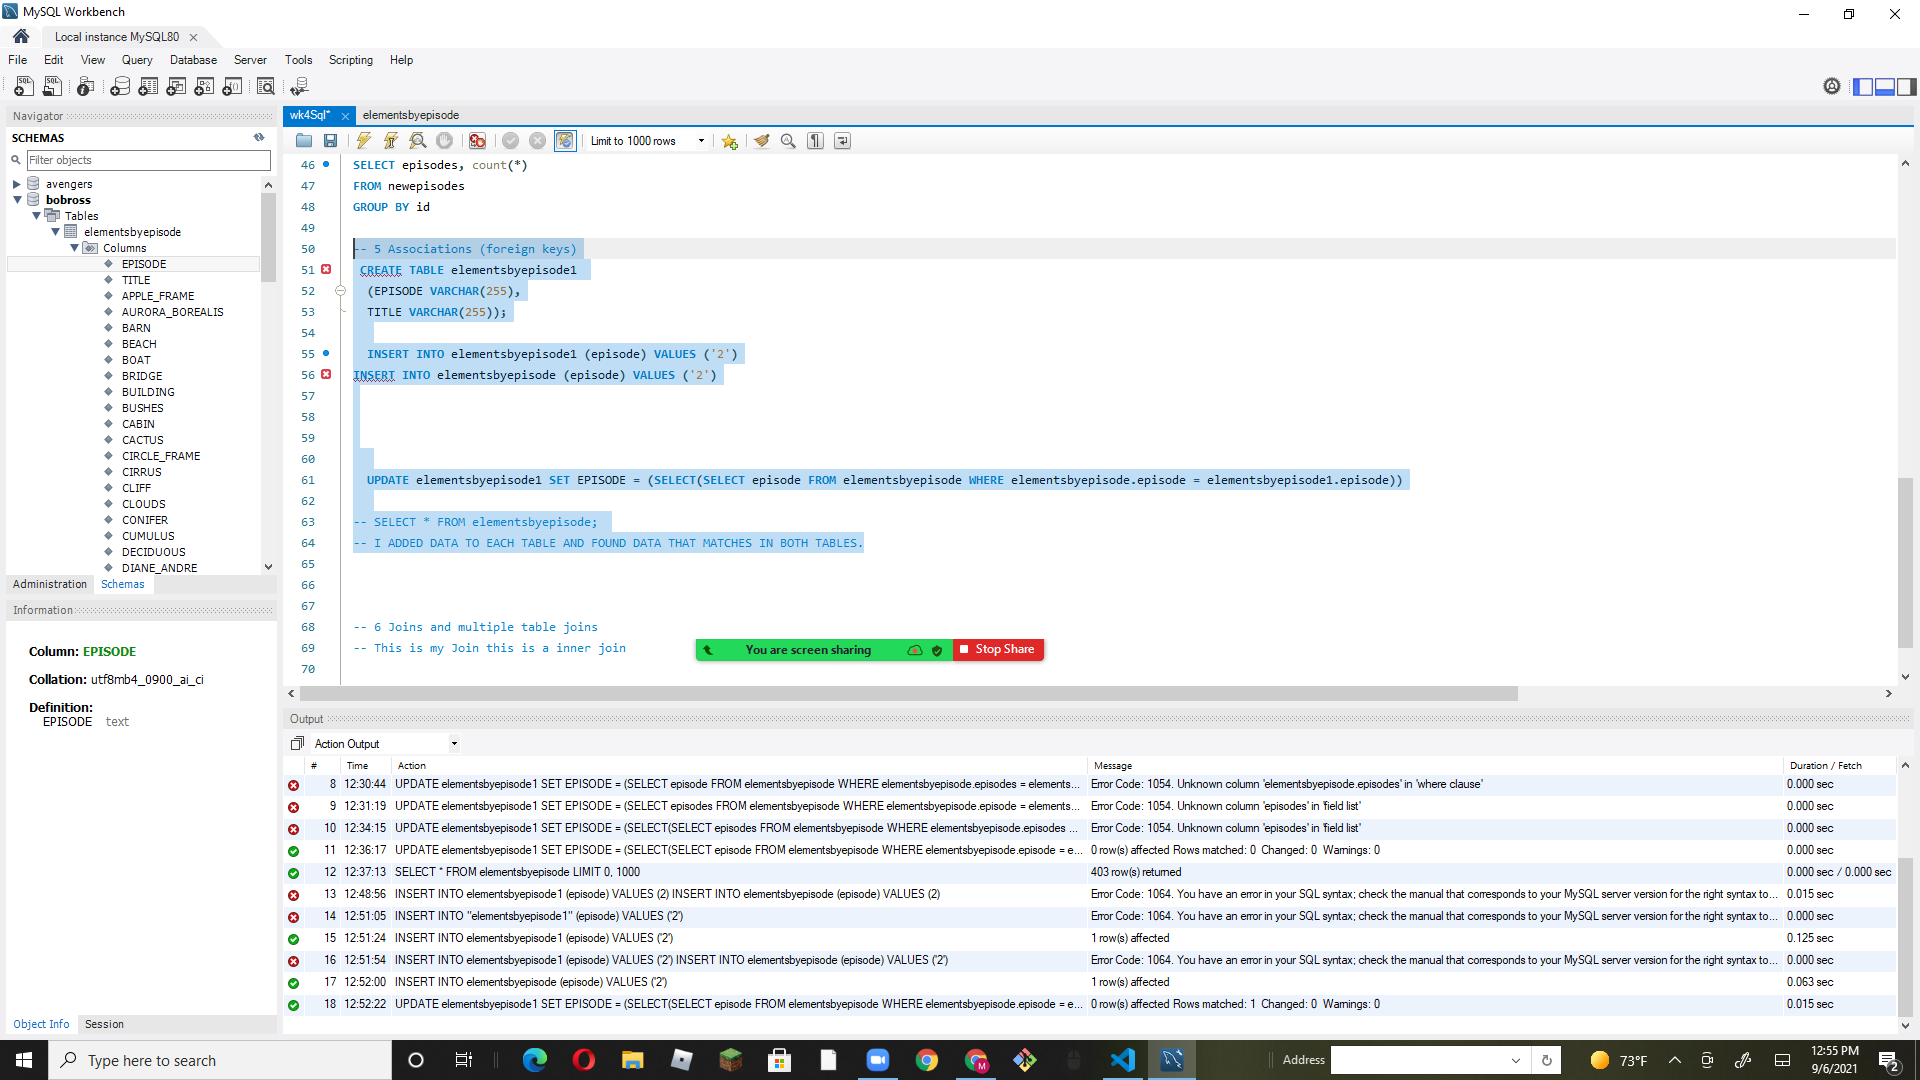 MySQL Workbench
Local instance MySQL80
File Edit View Query Database Server Tools Scripting Help
Navigator
SCHEMAS
Filter objects
avengers
bobross
Tables
elementsbyepisode
Columns
EPISODE
TITLE
APPLE_FRAME
AURORA_BOREALIS
BARN
BEACH
BOAT
BRIDGE
BUILDING
BUSHES
CABIN
CACTUS
CIRCLE_FRAME
CIRRUS
CLIFF
CLOUDS
CONIFER
CUMULUS
DECIDUOUS
DIANE_ANDRE
Administration Schemas
Information
Column: EPISODE
Collation: utf8mb4_0900_ai_ci
Definition:
EPISODE text
Object Info Session
wk4Sql* elementsbyepisode
Limit to 1000 rows
46 SELECT episodes, count(*)
47 FROM newepisodes
48 GROUP BY id
49
50 -- 5 Associations (foreign keys)
51 CREATE TABLE elementsbyepisode1
52 (EPISODE VARCHAR(255),
53 TITLE VARCHAR(255));
54
55 INSERT INTO elementsbyepisode1 (episode) VALUES ('2')
56 INSERT INTO elementsbyepisode (episode) VALUES ('2')
57
58
59
60
61 UPDATE elementsbyepisode1 SET EPISODE = (SELECT(SELECT episode FROM elementsbyepisode WHERE elementsbyepisode.episode = elementsbyepisode1.episode))
62
63 -- SELECT * FROM elementsbyepisode;
64 -- I ADDED DATA TO EACH TABLE AND FOUND DATA THAT MATCHES IN BOTH TABLES.
65
66
67
68 -- 6 Joins and multiple table joins
69 -- This is my Join this is a inner join
70
You are screen sharing Stop Share
Output
Action Output
# Time Action Message Duration / Fetch
8 12:30:44 UPDATE elementsbyepisode1 SET EPISODE = (SELECT episode FROM elementsbyepisode WHERE elementsbyepisode.episodes = elements... Error Code: 1054. Unknown column 'elementsbyepisode.episodes' in 'where clause' 0.000 sec
9 12:31:19 UPDATE elementsbyepisode1 SET EPISODE = (SELECT episodes FROM elementsbyepisode WHERE elementsbyepisode.episode = elements... Error Code: 1054. Unknown column 'episodes' in 'field list' 0.000 sec
10 12:34:15 UPDATE elementsbyepisode1 SET EPISODE = (SELECT(SELECT episodes FROM elementsbyepisode WHERE elementsbyepisode.episodes ... Error Code: 1054. Unknown column 'episodes' in 'field list' 0.000 sec
11 12:36:17 UPDATE elementsbyepisode1 SET EPISODE = (SELECT(SELECT episode FROM elementsbyepisode WHERE elementsbyepisode.episode = e... 0 row(s) affected Rows matched: 0 Changed: 0 Warnings: 0 0.000 sec
12 12:37:13 SELECT * FROM elementsbyepisode LIMIT 0, 1000 403 row(s) returned 0.000 sec / 0.000 sec
13 12:48:56 INSERT INTO elementsbyepisode1 (episode) VALUES (2) INSERT INTO elementsbyepisode (episode) VALUES (2) Error Code: 1064. You have an error in your SQL syntax; check the manual that corresponds to your MySQL server version for the right syntax to... 0.015 sec
14 12:51:05 INSERT INTO "elementsbyepisode1" (episode) VALUES ('2') Error Code: 1064. You have an error in your SQL syntax; check the manual that corresponds to your MySQL server version for the right syntax to... 0.000 sec
15 12:51:24 INSERT INTO elementsbyepisode1 (episode) VALUES ('2') 1 row(s) affected 0.125 sec
16 12:51:54 INSERT INTO elementsbyepisode1 (episode) VALUES ('2') INSERT INTO elementsbyepisode (episode) VALUES ('2') Error Code: 1064. You have an error in your SQL syntax; check the manual that corresponds to your MySQL server version for the right syntax to... 0.000 sec
17 12:52:00 INSERT INTO elementsbyepisode (episode) VALUES ('2') 1 row(s) affected 0.063 sec
18 12:52:22 UPDATE elementsbyepisode1 SET EPISODE = (SELECT(SELECT episode FROM elementsbyepisode WHERE elementsbyepisode.episode = e... 0 row(s) affected Rows matched: 1 Changed: 0 Warnings: 0 0.015 sec
Type here to search
Address
73°F
12:55 PM
9/6/2021
2